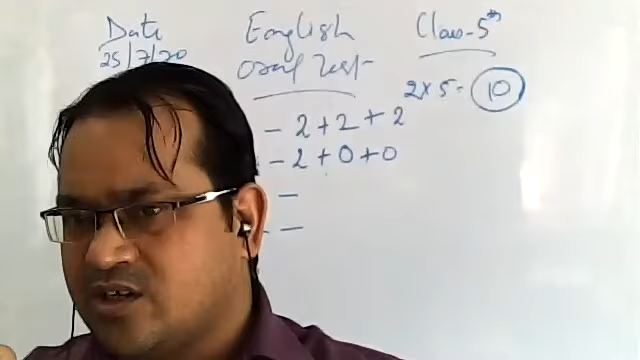 Date English Class-5th
25/7/20 Oral Test 2×5=10
- 2+2+2
- 2+0+0
-
-